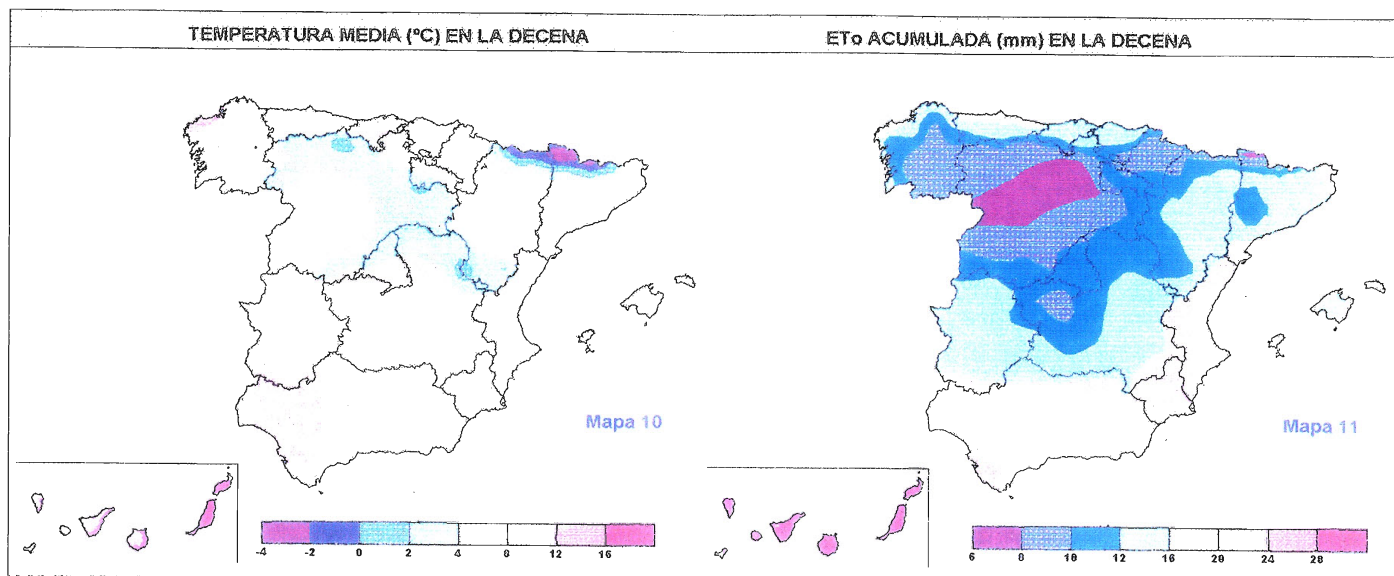 TEMPERATURA MEDIA (ºC) EN LA DECENA
ETo ACUMULADA (mm) EN LA DECENA
Mapa 10
Mapa 11
-4 -2 0 2 4 8 12 16
6 8 10 12 16 20 24 28